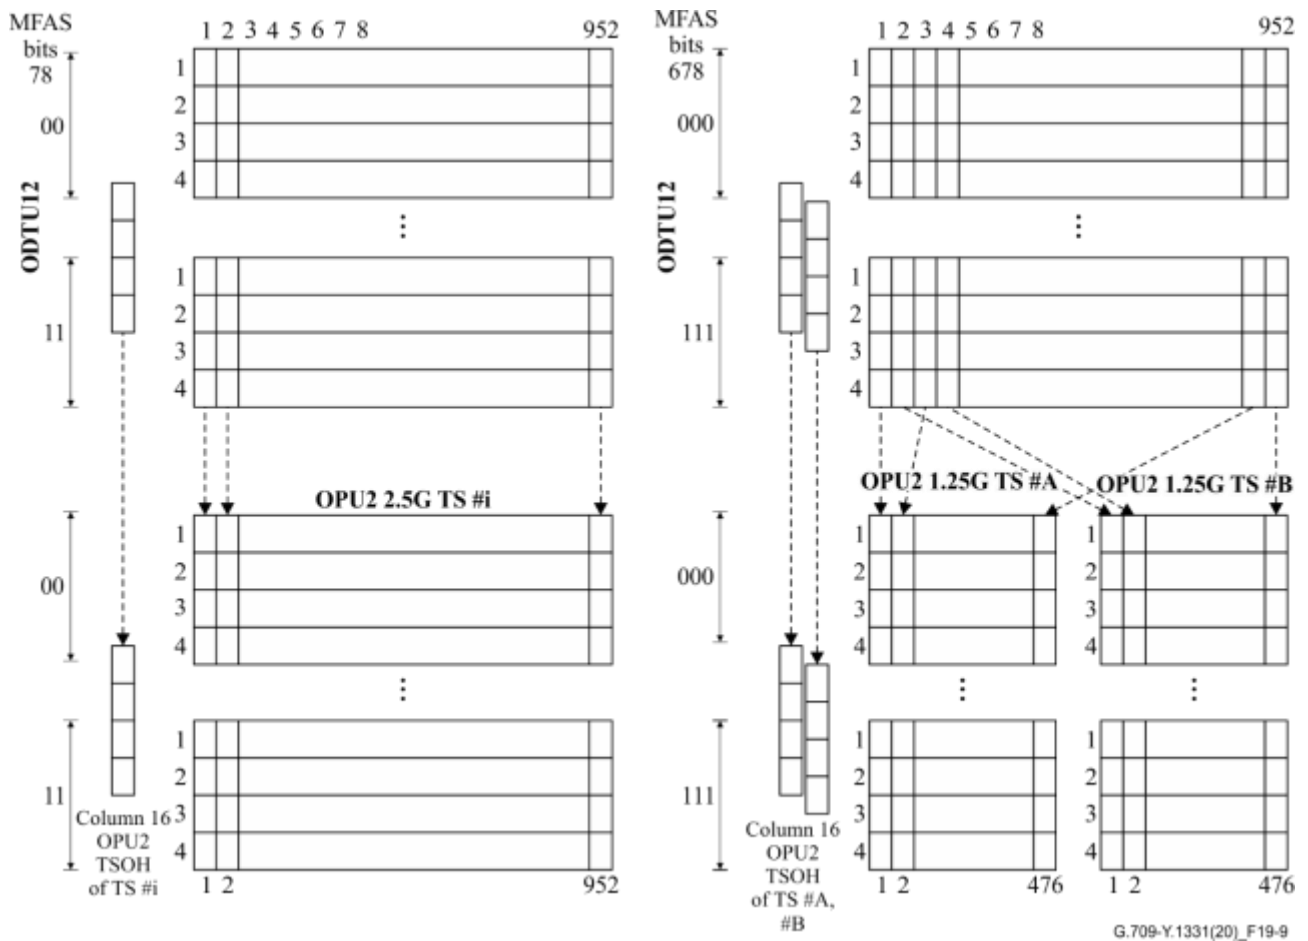 MFAS
bits
78
1 2 3 4 5 6 7 8 952
1
2
3
4
00
ODTU12
⋮
1
2
3
4
11
OPU2 2.5G TS #i
1
2
3
4
00
⋮
1
2
3
4
11
Column 16
OPU2
TSOH
of TS #i
1 2 952
MFAS
bits
678
1 2 3 4 5 6 7 8 952
1
2
3
4
000
ODTU12
⋮
1
2
3
4
111
OPU2 1.25G TS #A
OPU2 1.25G TS #B
1
2
3
4
1
2
3
4
000
⋮
⋮
1
2
3
4
1
2
3
4
111
Column 16
OPU2
TSOH
of TS #A,
#B
1 2 476
1 2 476
G.709-Y.1331(20)_F19-9